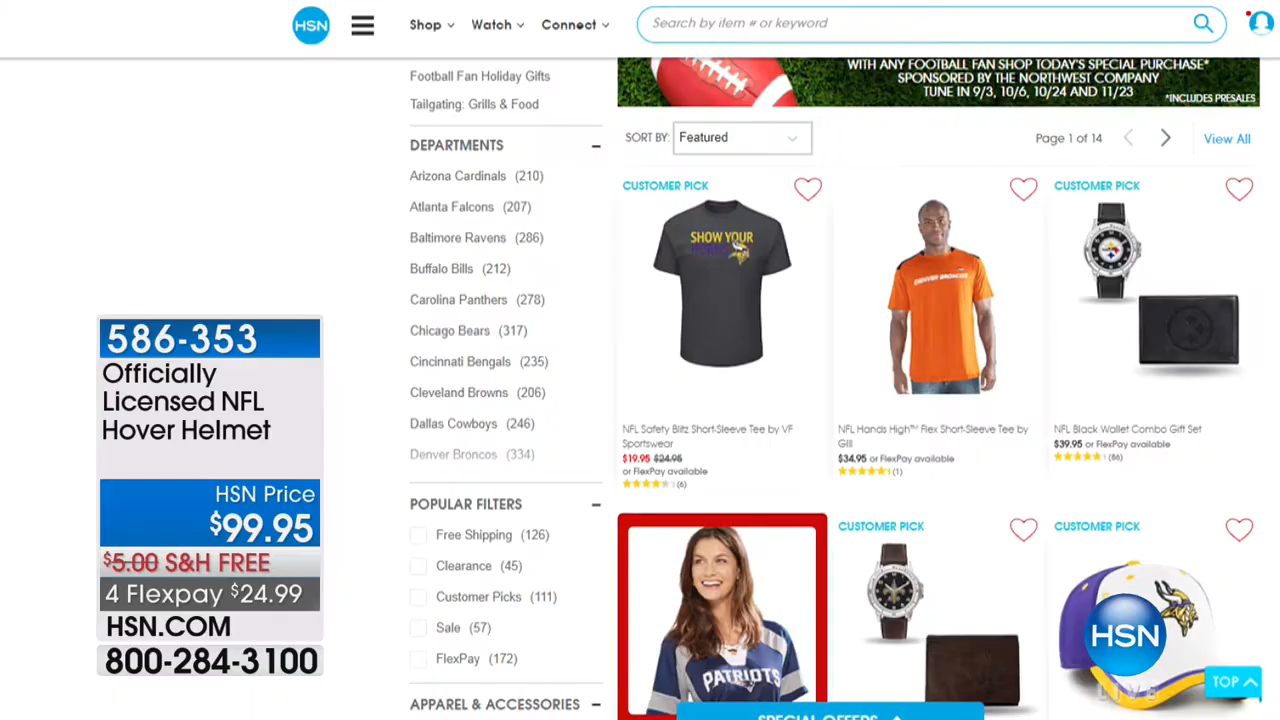 HSN
Shop
Watch
Connect
Search by item # or keyword
Football Fan Holiday Gifts
Tailgating: Grills & Food
DEPARTMENTS
Arizona Cardinals (210)
Atlanta Falcons (207)
Baltimore Ravens (286)
Buffalo Bills (212)
Carolina Panthers (278)
Chicago Bears (317)
Cincinnati Bengals (235)
Cleveland Browns (206)
Dallas Cowboys (246)
Denver Broncos (334)
POPULAR FILTERS
Free Shipping (126)
Clearance (45)
Customer Picks (111)
Sale (57)
FlexPay (172)
APPAREL & ACCESSORIES
WITH ANY FOOTBALL FAN SHOP TODAY'S SPECIAL PURCHASE*
SPONSORED BY THE NORTHWEST COMPANY
TUNE IN 9/3, 10/6, 10/24 AND 11/23
*INCLUDES PRESALES
SORT BY: Featured
Page 1 of 14
View All
CUSTOMER PICK
SHOW YOUR
NFL Safety Blitz Short-Sleeve Tee by VF
Sportswear
$19.95 $24.95
or FlexPay available
(6)
DENVER BRONCOS
NFL Hands High™ Flex Short-Sleeve Tee by
GIII
$34.95 or FlexPay available
(1)
CUSTOMER PICK
NFL Black Wallet Combo Gift Set
$39.95 or FlexPay available
(86)
PATRIOTS
CUSTOMER PICK
CUSTOMER PICK
HSN
LIVE
TOP
SPECIAL OFFERS
586-353
Officially
Licensed NFL
Hover Helmet
HSN Price
$99.95
$5.00 S&H FREE
4 Flexpay $24.99
HSN.COM
800-284-3100